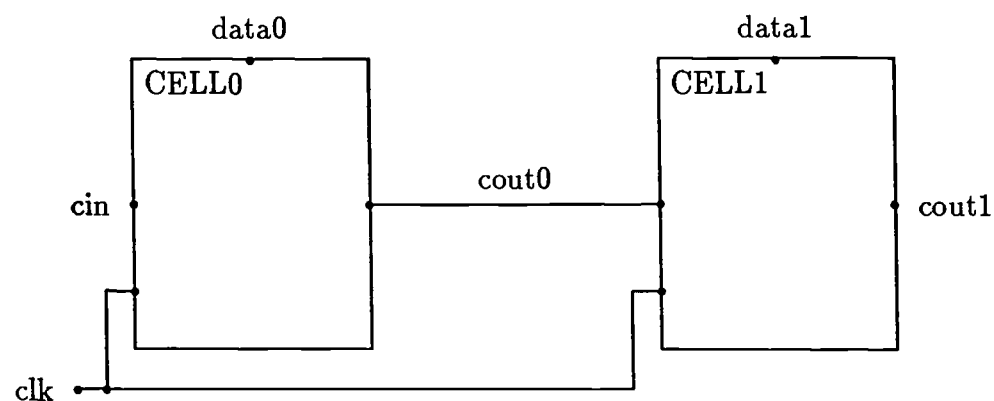 data0
data1
CELL0
CELL1
cin
cout0
cout1
clk